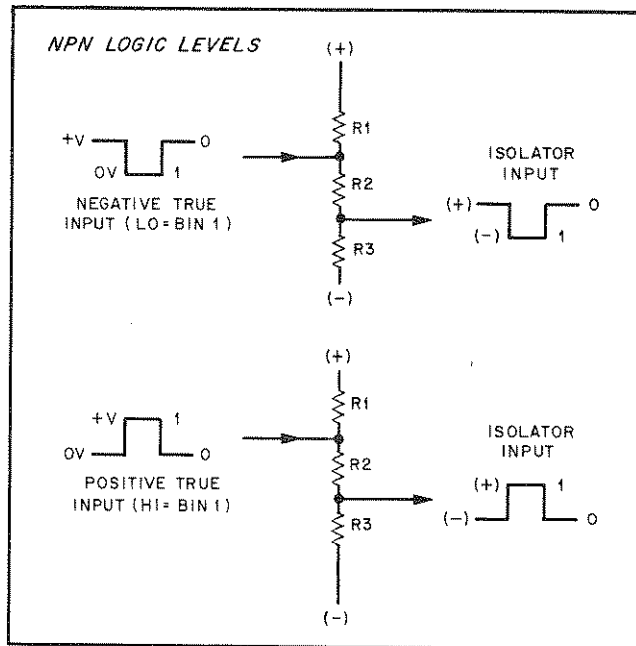 NPN LOGIC LEVELS
(+)
R1
+V
0
0V
1
R2
ISOLATOR
INPUT
NEGATIVE TRUE
INPUT (LO=BIN 1)
(+)
0
(-)
1
R3
(-)
(+)
R1
+V
1
0V
0
R2
ISOLATOR
INPUT
POSITIVE TRUE
INPUT (HI=BIN 1)
(+)
1
(-)
0
R3
(-)